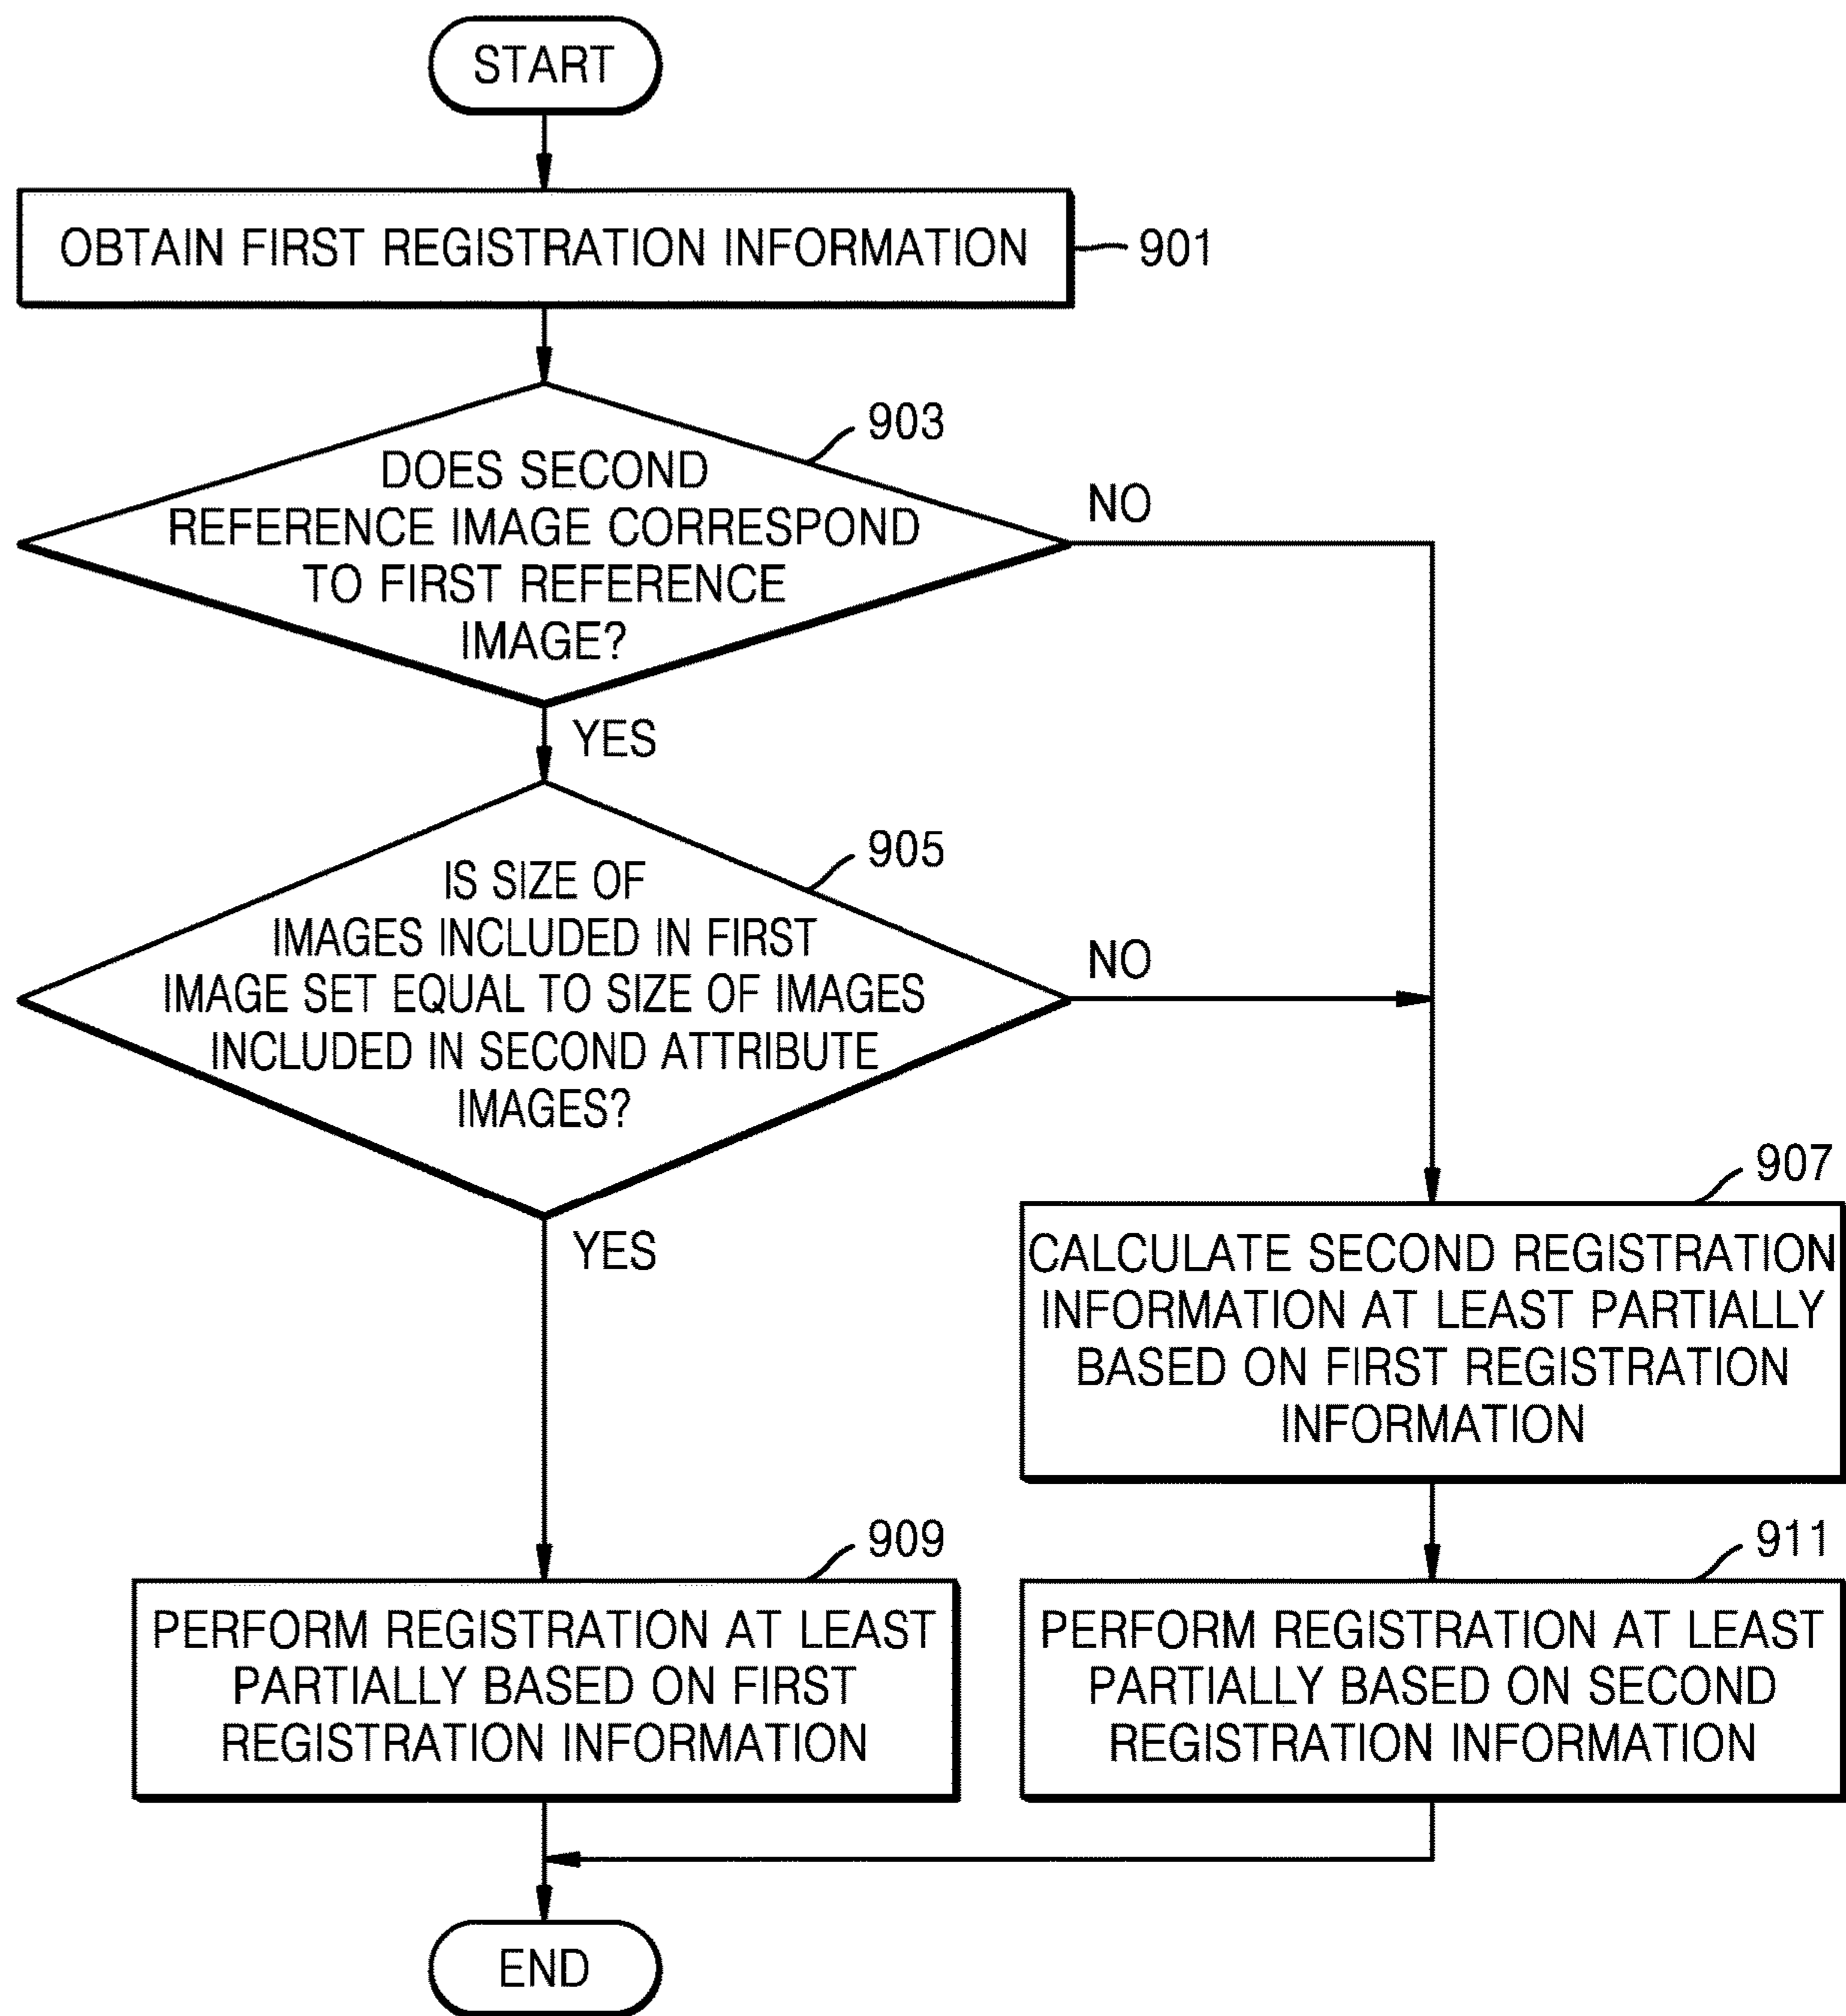 START
OBTAIN FIRST REGISTRATION INFORMATION
901
903
DOES SECOND
REFERENCE IMAGE CORRESPOND
TO FIRST REFERENCE
IMAGE?
NO
YES
905
IS SIZE OF
IMAGES INCLUDED IN FIRST
IMAGE SET EQUAL TO SIZE OF IMAGES
INCLUDED IN SECOND ATTRIBUTE
IMAGES?
NO
YES
907
CALCULATE SECOND REGISTRATION
INFORMATION AT LEAST PARTIALLY
BASED ON FIRST REGISTRATION
INFORMATION
909
PERFORM REGISTRATION AT LEAST
PARTIALLY BASED ON FIRST
REGISTRATION INFORMATION
911
PERFORM REGISTRATION AT LEAST
PARTIALLY BASED ON SECOND
REGISTRATION INFORMATION
END